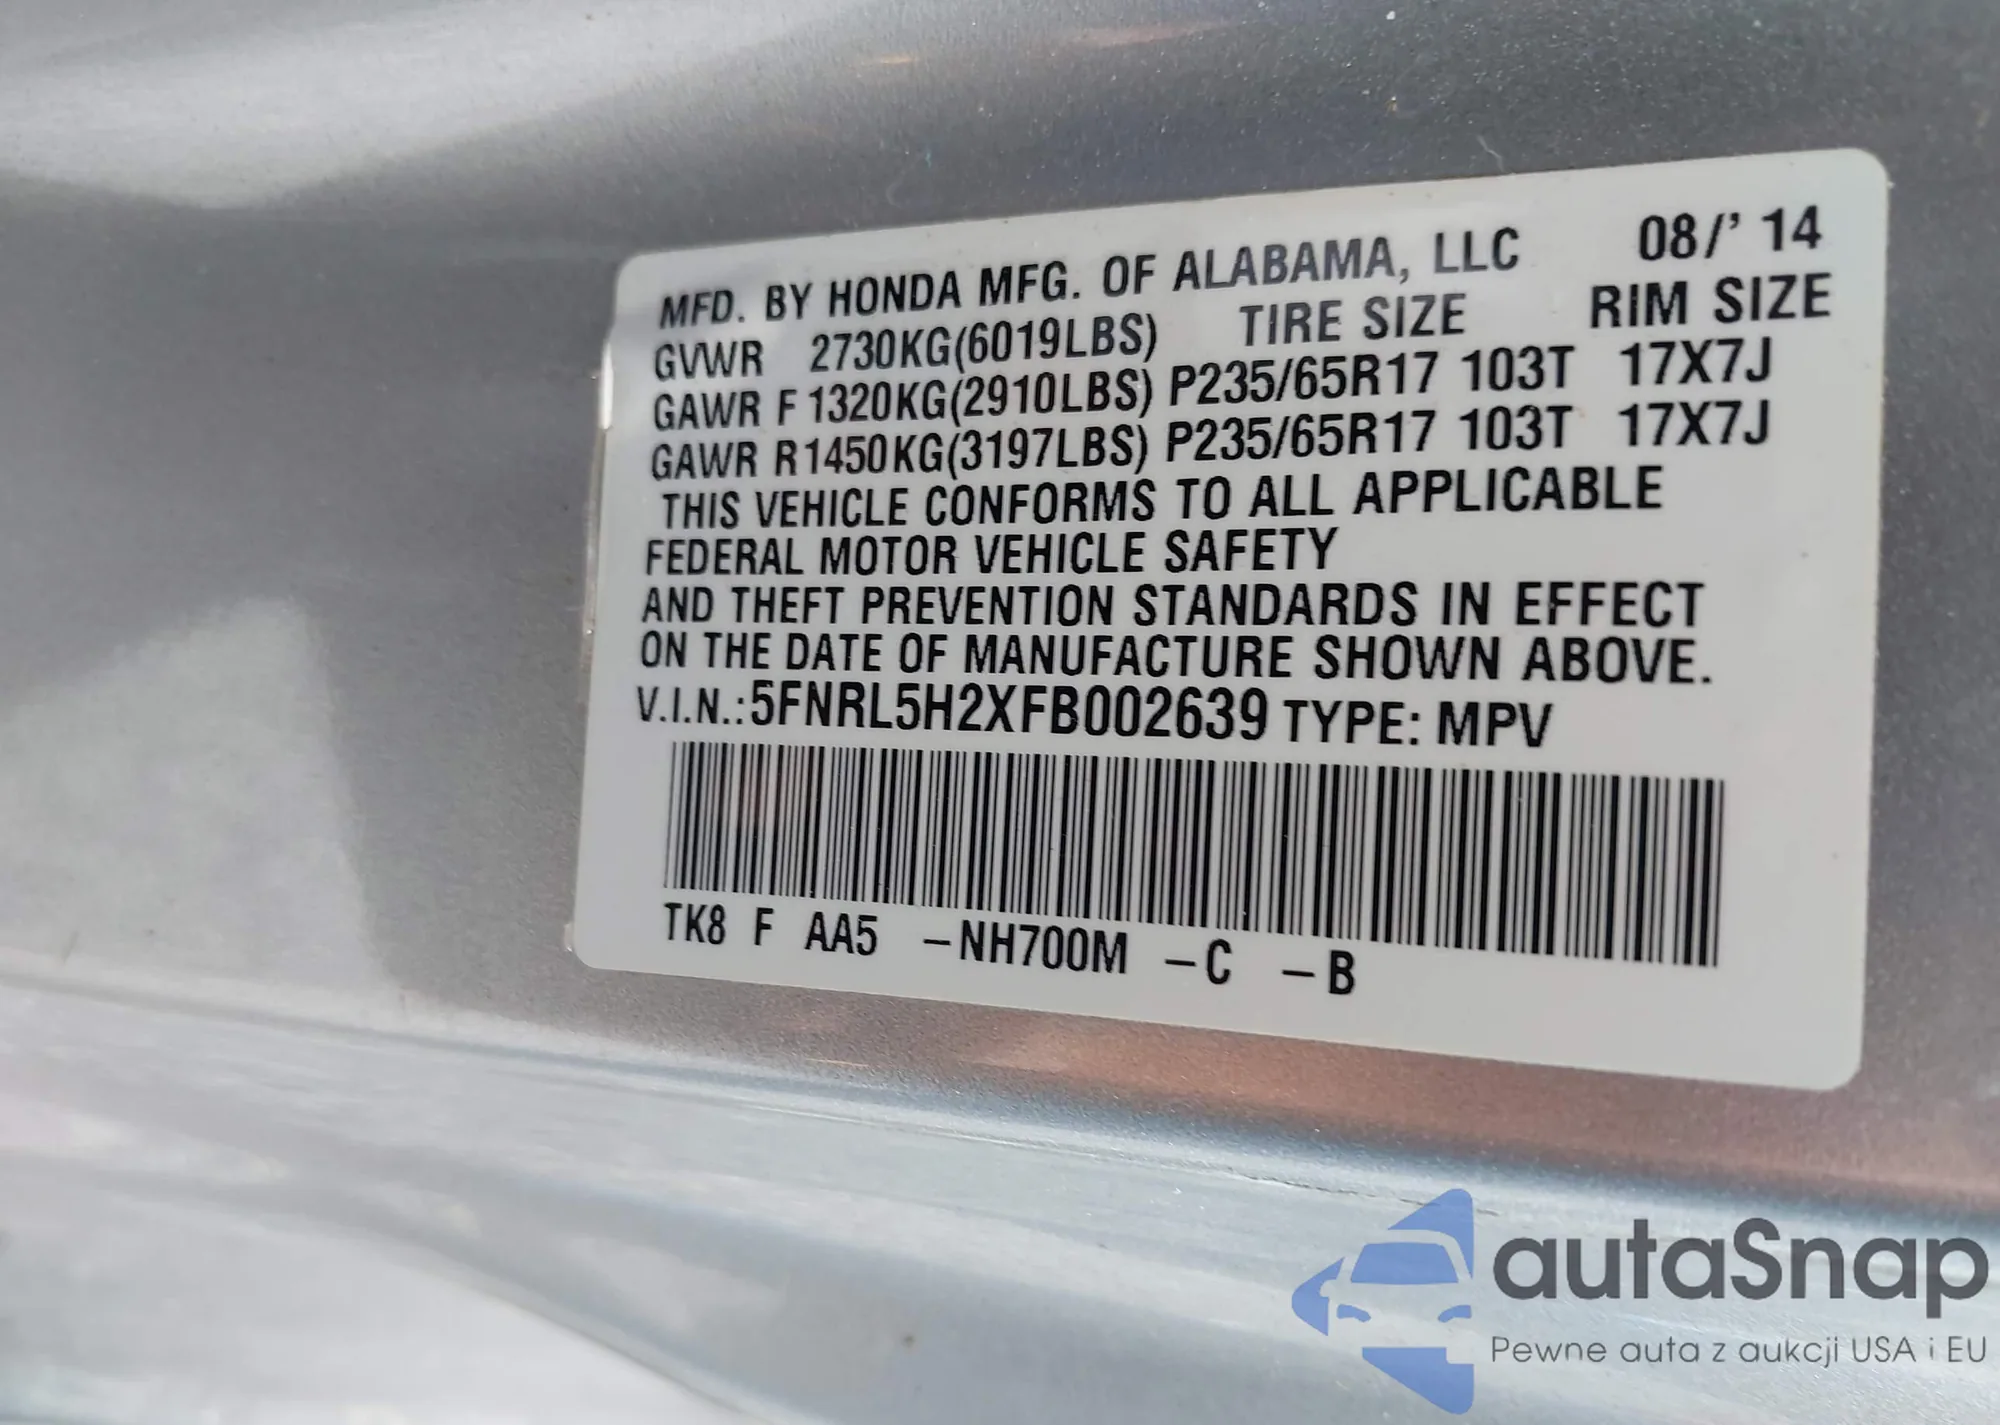 MFD. BY HONDA MFG. OF ALABAMA, LLC 08/' 14
GVWR 2730KG(6019LBS) TIRE SIZE RIM SIZE
GAWR F 1320KG(2910LBS) P235/65R17 103T 17X7J
GAWR R1450KG(3197LBS) P235/65R17 103T 17X7J
THIS VEHICLE CONFORMS TO ALL APPLICABLE
FEDERAL MOTOR VEHICLE SAFETY
AND THEFT PREVENTION STANDARDS IN EFFECT
ON THE DATE OF MANUFACTURE SHOWN ABOVE.
V.I.N.:5FNRL5H2XFB002639 TYPE: MPV
TK8 F AA5 –NH700M –C –B
autaSnap
Pewne auta z aukcji USA i EU